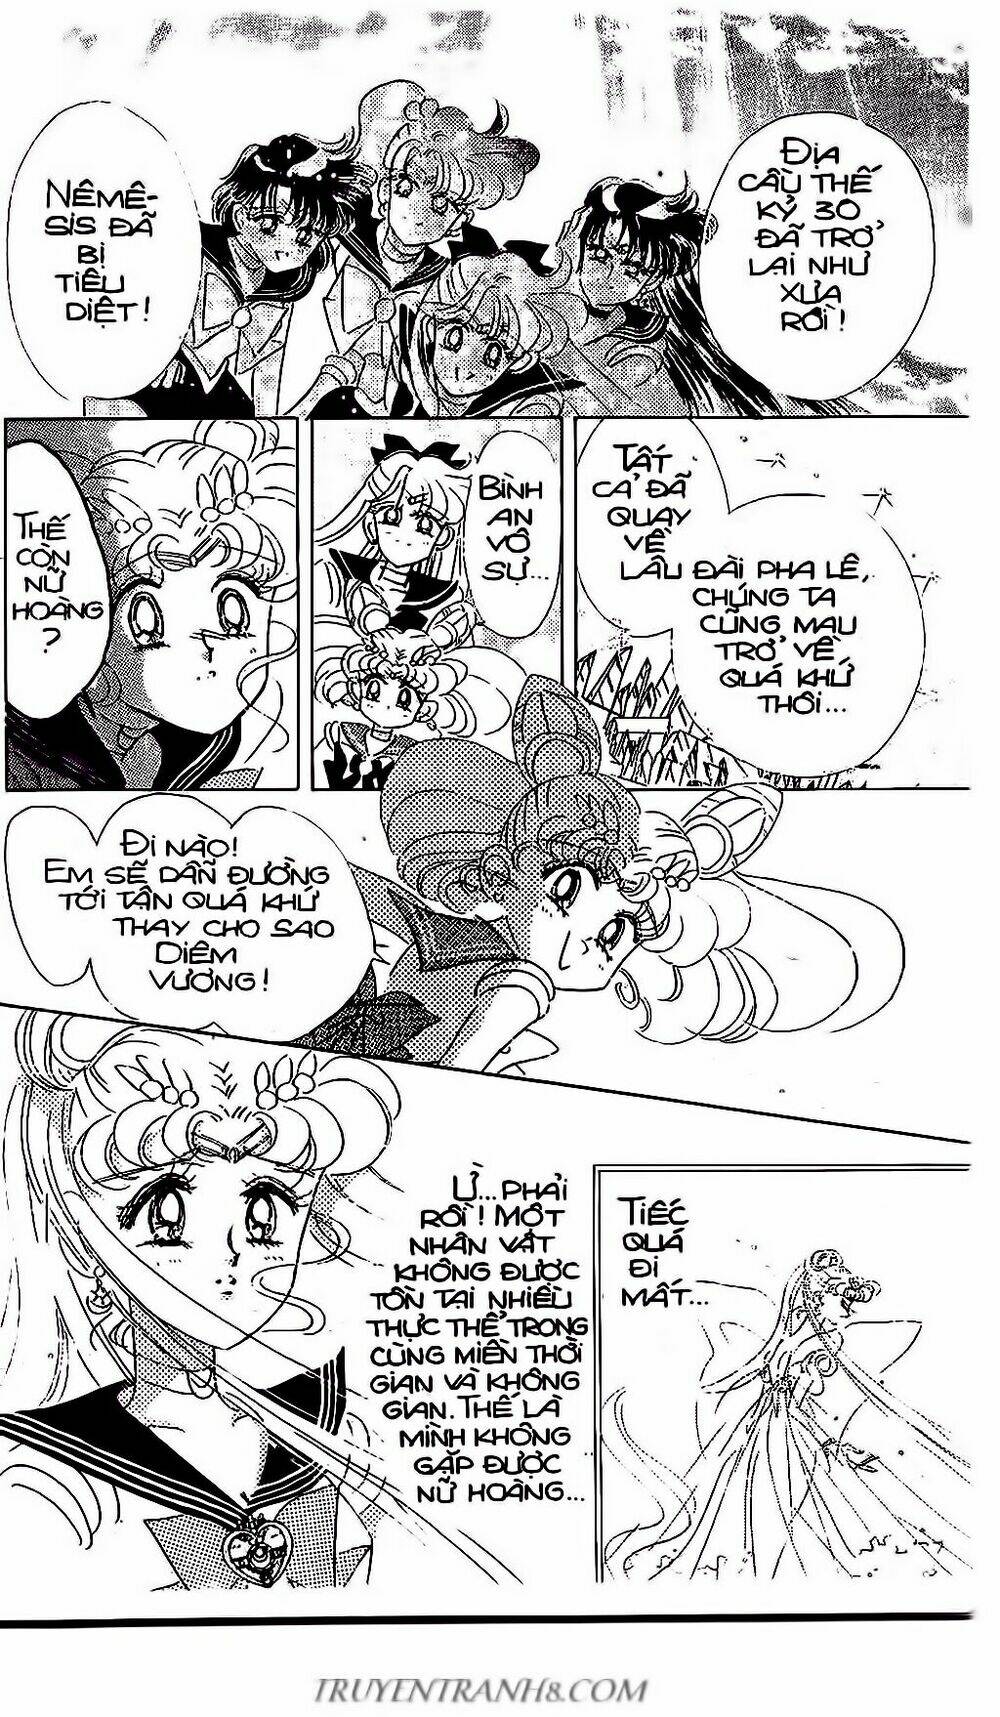 NÊMÊ-
SIS ĐÃ
BỊ
TIÊU
DIỆT!
ĐỊA
CẦU THẾ
KỶ 30
ĐÃ TRỞ
LẠI NHƯ
XƯA
RỒI!
THẾ
CÒN
NỮ
HOÀNG
?
BÌNH
AN
VÔ
SỰ...
TẤT
CẢ ĐÃ
QUAY
VỀ
LÂU ĐÀI PHA LÊ,
CHÚNG TA
CŨNG MAU
TRỞ VỀ
QUÁ KHỨ
THÔI...
ĐI NÀO!
EM SẼ DẪN ĐƯỜNG
TỚI TẬN QUÁ KHỨ
THAY CHO SAO
DIÊM
VƯƠNG!
Ừ...PHẢI
RỒI! MỘT
NHÂN VẬT
KHÔNG ĐƯỢC
TỒN TẠI NHIỀU
THỰC THỂ TRONG
CÙNG MIỀN THỜI
GIAN VÀ KHÔNG
GIAN. THẾ LÀ
MÌNH KHÔNG
GẶP ĐƯỢC
NỮ HOÀNG...
TIẾC
QUÁ
ĐI
MẤT...
TRUYENTRANH8.COM